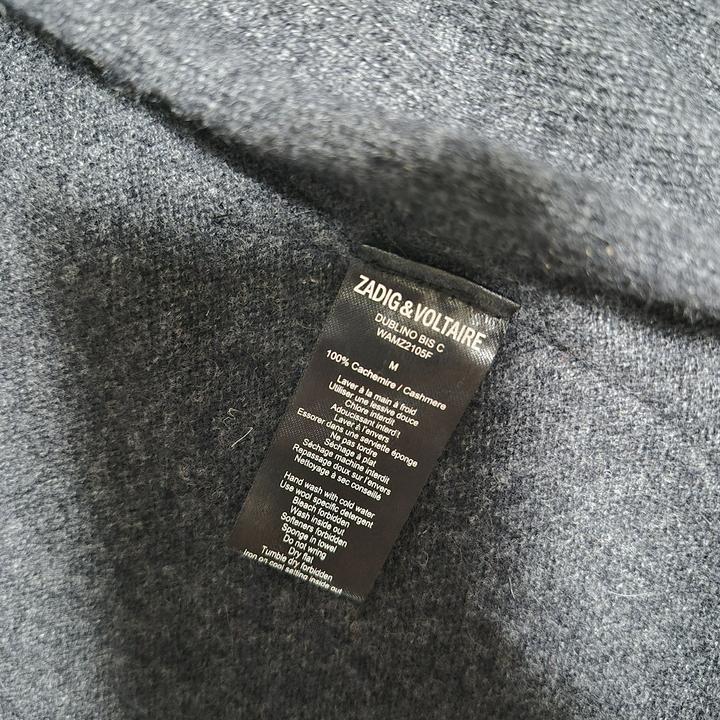 ZADIG & VOLTAIRE
DUBLINO BIS C
WAMZ2105F
M
100% Cachemire / Cashmere
Laver à la main à froid
Utiliser une lessive douce
Chlore interdit
Adoucissant interdit
Laver à l'envers
Essorer dans une serviette éponge
Ne pas tordre
Séchage à plat
Séchage machine interdit
Repassage doux sur l'envers
Nettoyage à sec conseillé
Hand wash with cold water
Use wool specific detergent
Bleach forbidden
Wash inside out
Softeners forbidden
Sponge in towel
Do not wring
Dry flat
Tumble dry forbidden
Iron on cool setting inside out